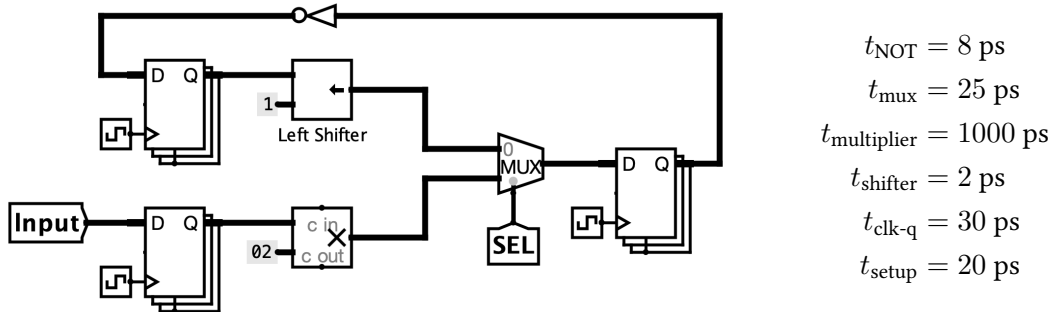 D Q
1
Left Shifter
0
MUX
D Q
SEL
Input
D Q
02
c in
c out
t_NOT = 8 ps
t_mux = 25 ps
t_multiplier = 1000 ps
t_shifter = 2 ps
t_clk-q = 30 ps
t_setup = 20 ps